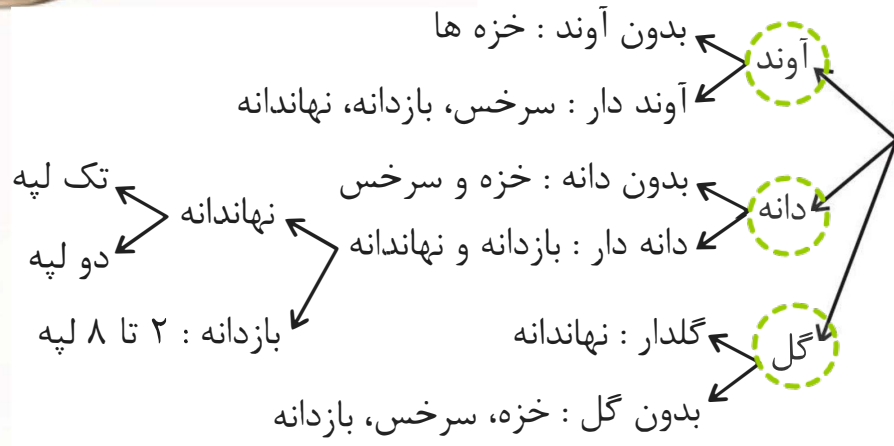 آوند
بدون آوند : خزه ها
آوند دار : سرخس، بازدانه، نهاندانه
دانه
بدون دانه : خزه و سرخس
دانه دار : بازدانه و نهاندانه
نهاندانه
تک لپه
دو لپه
بازدانه : ۲ تا ۸ لپه
گل
گلدار : نهاندانه
بدون گل : خزه، سرخس، بازدانه